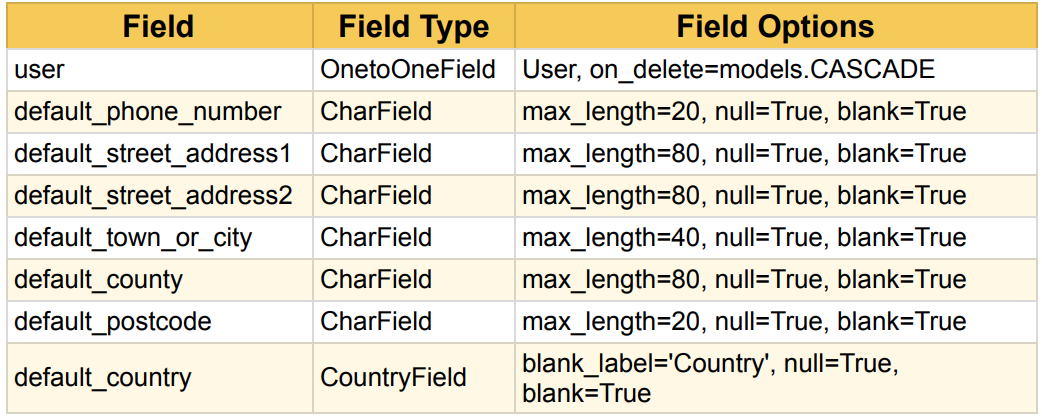 Field Field Type Field Options
user OnetoOneField User, on_delete=models.CASCADE
default_phone_number CharField max_length=20, null=True, blank=True
default_street_address1 CharField max_length=80, null=True, blank=True
default_street_address2 CharField max_length=80, null=True, blank=True
default_town_or_city CharField max_length=40, null=True, blank=True
default_county CharField max_length=80, null=True, blank=True
default_postcode CharField max_length=20, null=True, blank=True
default_country CountryField blank_label='Country', null=True,
blank=True